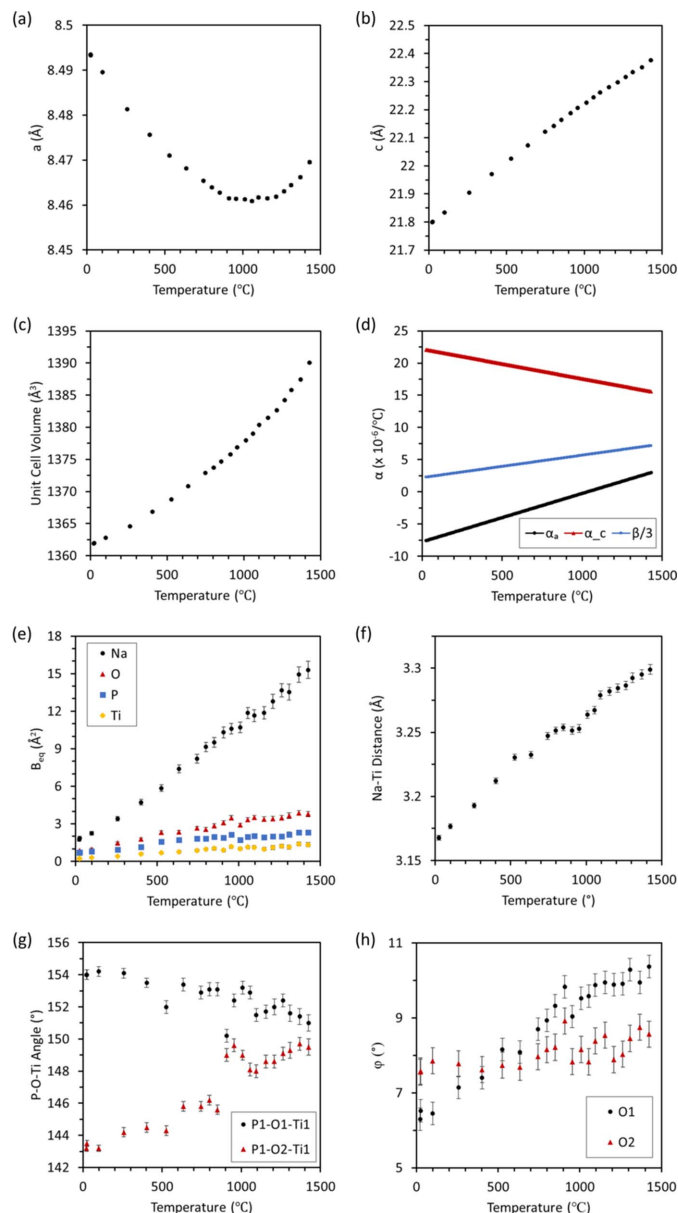 (a)
8.5
8.49
8.48
8.47
8.46
8.45
a (Å)
0
500
1000
1500
Temperature (°C)
(b)
22.5
22.4
22.3
22.2
22.1
22
21.9
21.8
21.7
c (Å)
0
500
1000
1500
Temperature (°C)
(c)
1395
1390
1385
1380
1375
1370
1365
1360
Unit Cell Volume (Å³)
0
500
1000
1500
Temperature (°C)
(d)
25
20
15
10
5
0
-5
-10
α (x 10⁻⁶/°C)
αₐ
α_c
β/3
0
500
1000
1500
Temperature (°C)
(e)
18
15
12
9
6
3
0
Beq (Å²)
Na
O
P
Ti
0
500
1000
1500
Temperature (°C)
(f)
3.3
3.25
3.2
3.15
Na-Ti Distance (Å)
0
500
1000
1500
Temperature (°)
(g)
156
154
152
150
148
146
144
142
P-O-Ti Angle (°)
P1-O1-Ti1
P1-O2-Ti1
0
500
1000
1500
Temperature (°C)
(h)
11
9
7
5
φ (°)
O1
O2
0
500
1000
1500
Temperature (°C)